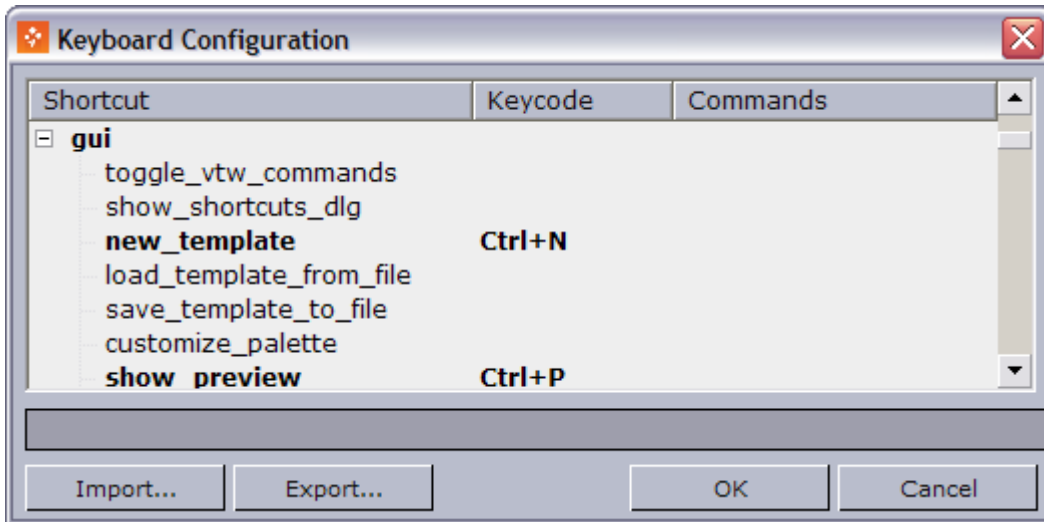 Keyboard Configuration
Shortcut Keycode Commands
gui
toggle_vtw_commands
show_shortcuts_dlg
new_template Ctrl+N
load_template_from_file
save_template_to_file
customize_palette
show_preview Ctrl+P
Import... Export... OK Cancel